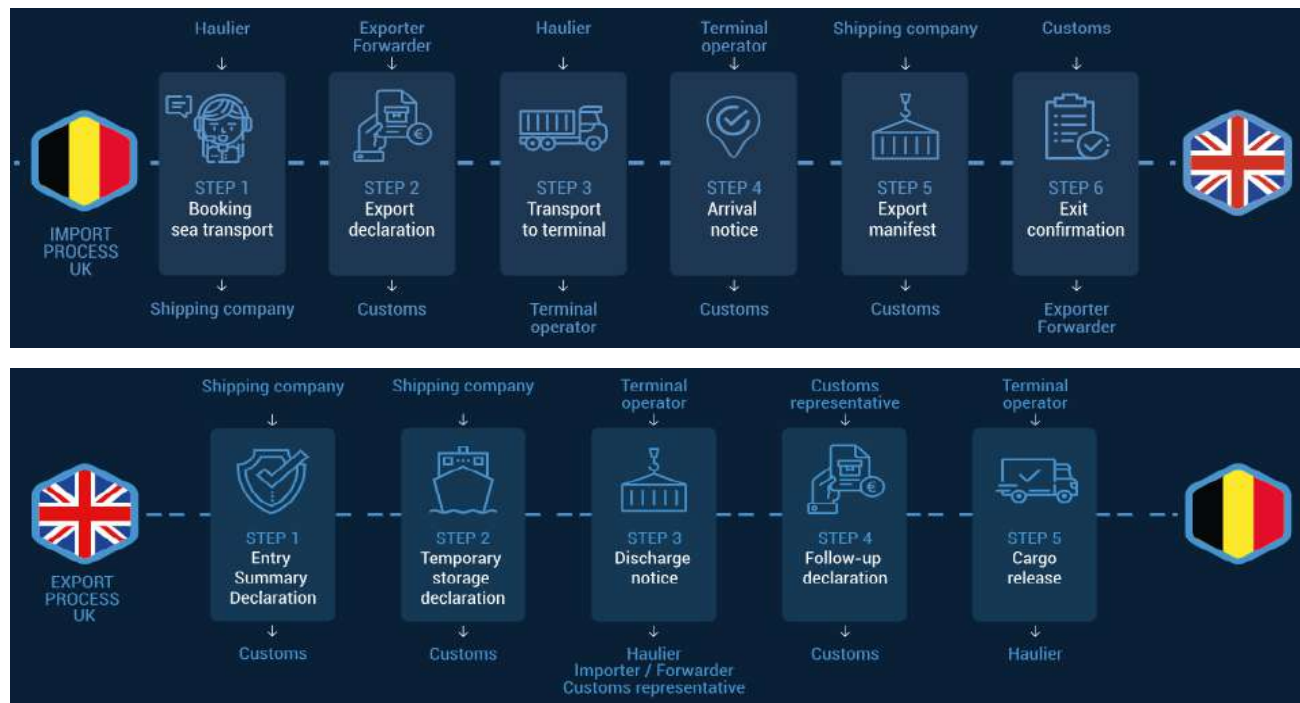 Haulier
Exporter
Forwarder
Haulier
Terminal
operator
Shipping company
Customs
IMPORT
PROCESS
UK
STEP 1
Booking
sea transport
STEP 2
Export
declaration
STEP 3
Transport
to terminal
STEP 4
Arrival
notice
STEP 5
Export
manifest
STEP 6
Exit
confirmation
Shipping company
Customs
Terminal
operator
Customs
Customs
Exporter
Forwarder
Shipping company
Shipping company
Terminal
operator
Customs
representative
Terminal
operator
EXPORT
PROCESS
UK
STEP 1
Entry
Summary
Declaration
STEP 2
Temporary
storage
declaration
STEP 3
Discharge
notice
STEP 4
Follow-up
declaration
STEP 5
Cargo
release
Customs
Customs
Haulier
Importer / Forwarder
Customs representative
Customs
Haulier